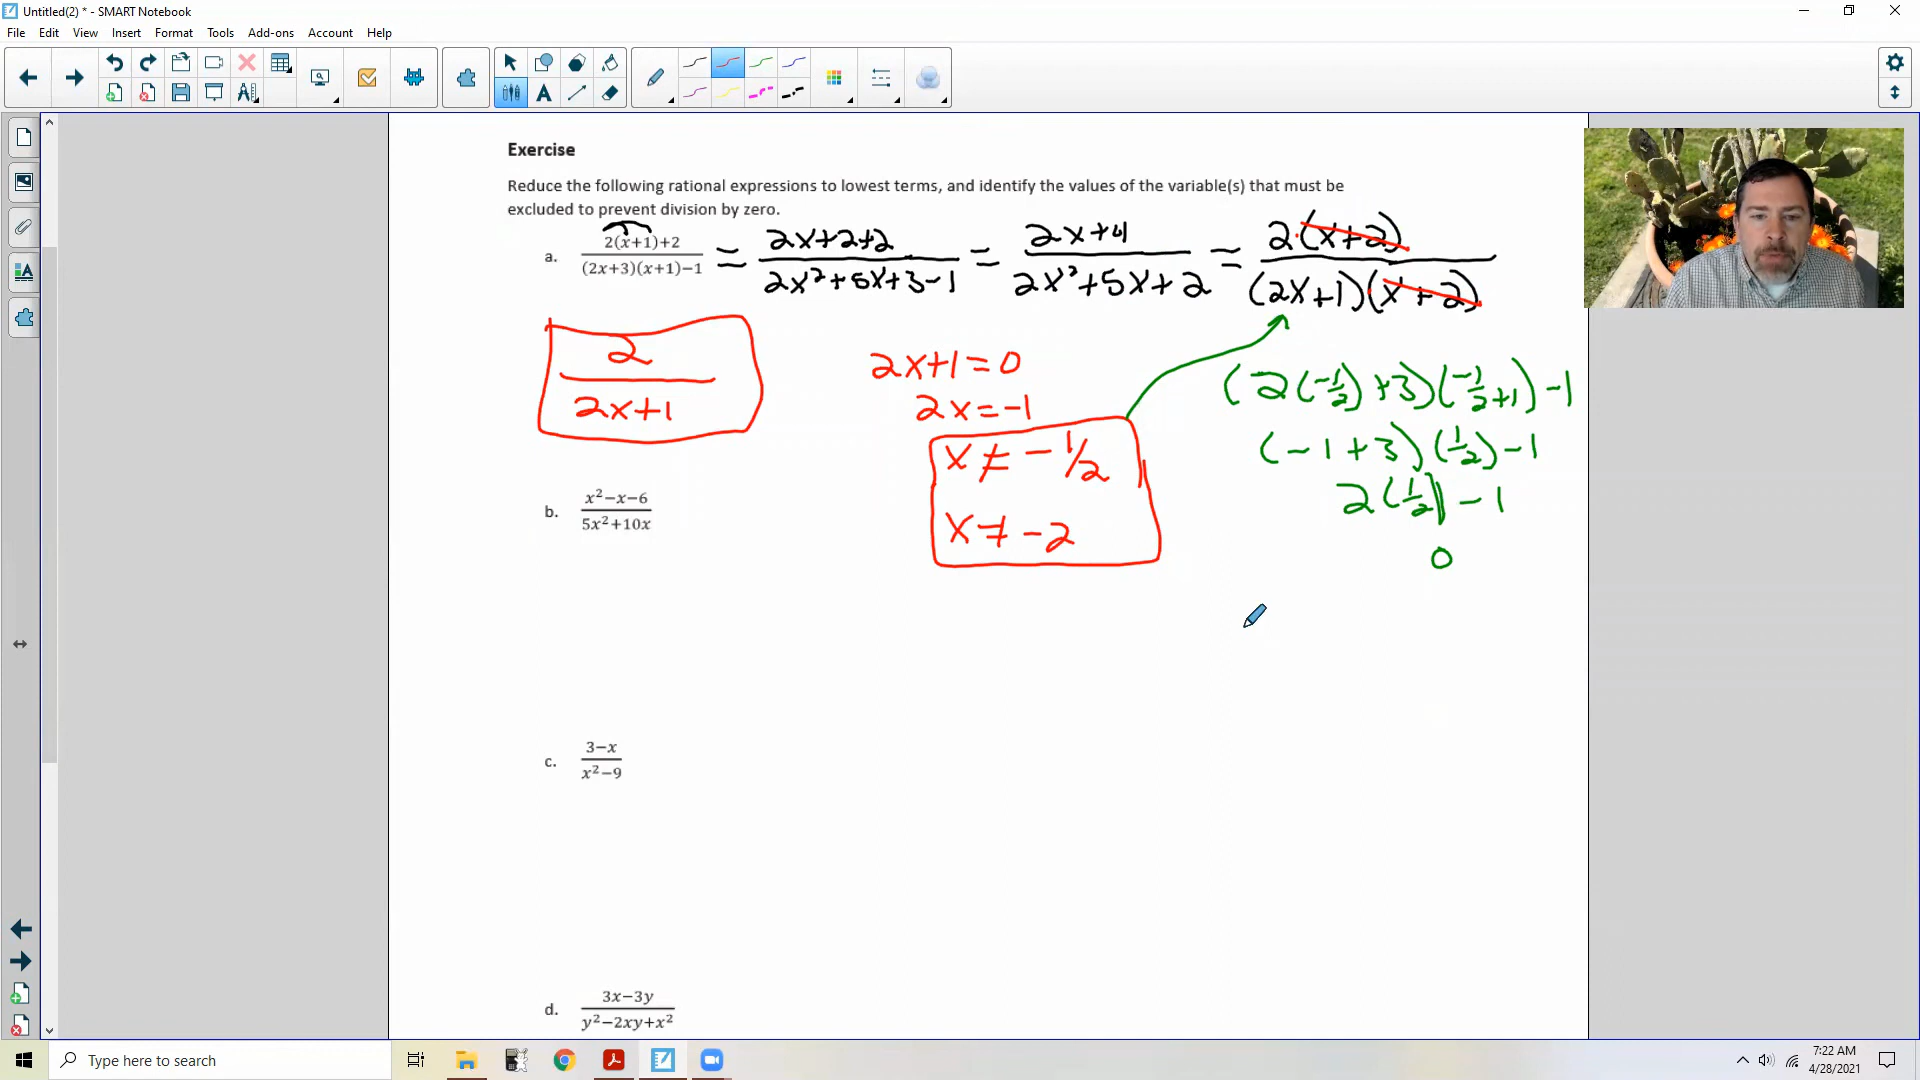 Untitled(2) * - SMART Notebook
File Edit View Insert Format Tools Add-ons Account Help
Exercise
Reduce the following rational expressions to lowest terms, and identify the values of the variable(s) that must be
excluded to prevent division by zero.
a. 2(x+1)+2 / (2x+3)(x+1)−1 = 2x+2+2 / 2x²+5x+3-1 = 2x+4 / 2x²+5x+2 = 2(x+2) / (2x+1)(x+2)
2 / 2x+1
2x+1=0
2x=-1
x ≠ -1/2
x ≠ -2
(2(-1/2)+3)(-1/2+1)-1
(-1+3)(1/2)-1
2(1/2)-1
0
b. x²−x−6 / 5x²+10x
c. 3−x / x²−9
d. 3x−3y / y²−2xy+x²
Type here to search
7:22 AM
4/28/2021